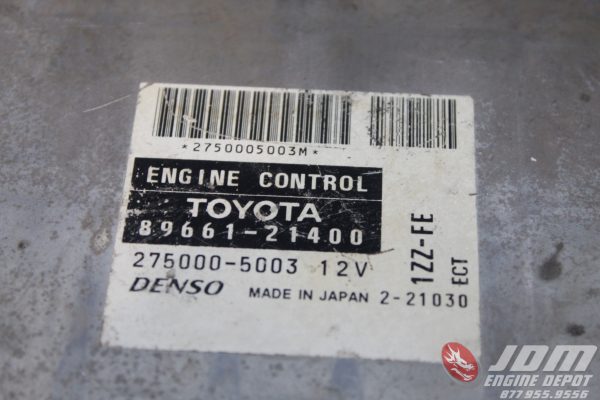 *2750005003M*
ENGINE CONTROL
TOYOTA
89661-21400
275000-5003 12V
DENSO MADE IN JAPAN 2-21030
1ZZ-FE
ECT
JDM
ENGINE DEPOT
877.955.9556